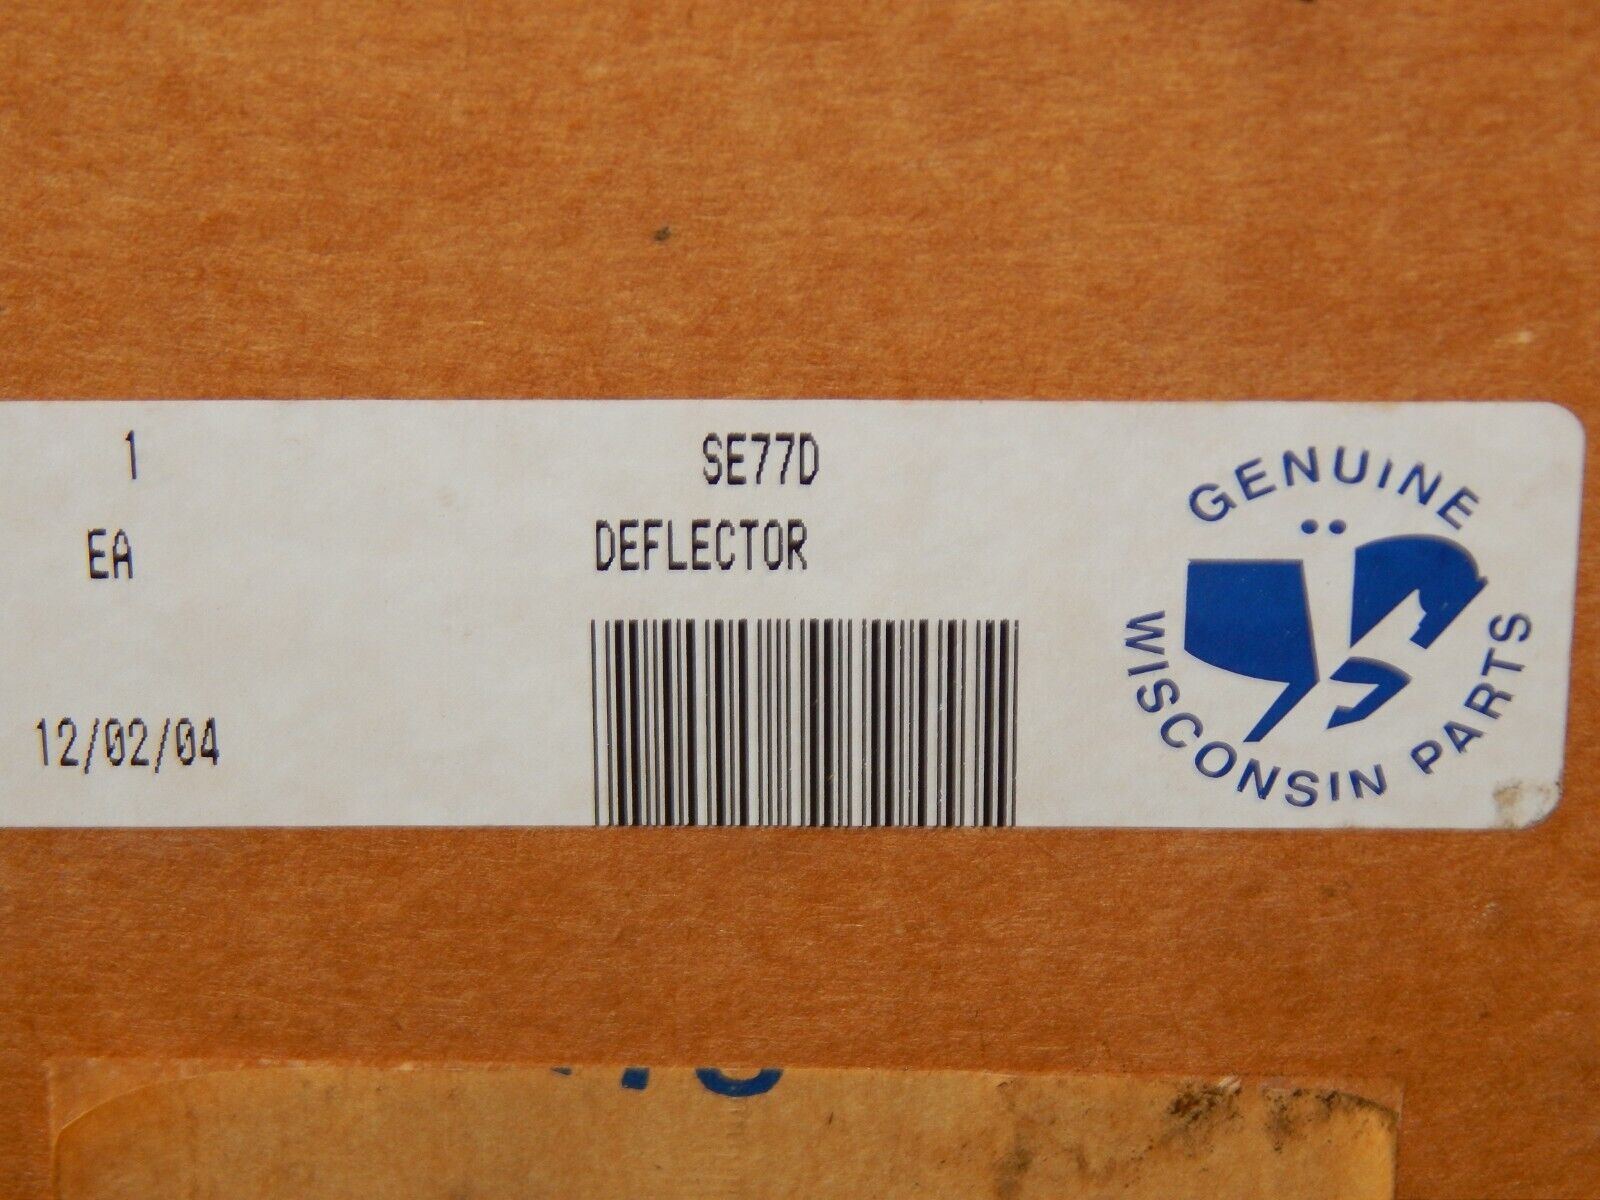 1
SE77D
EA
DEFLECTOR
12/02/04
GENUINE
WISCONSIN PARTS